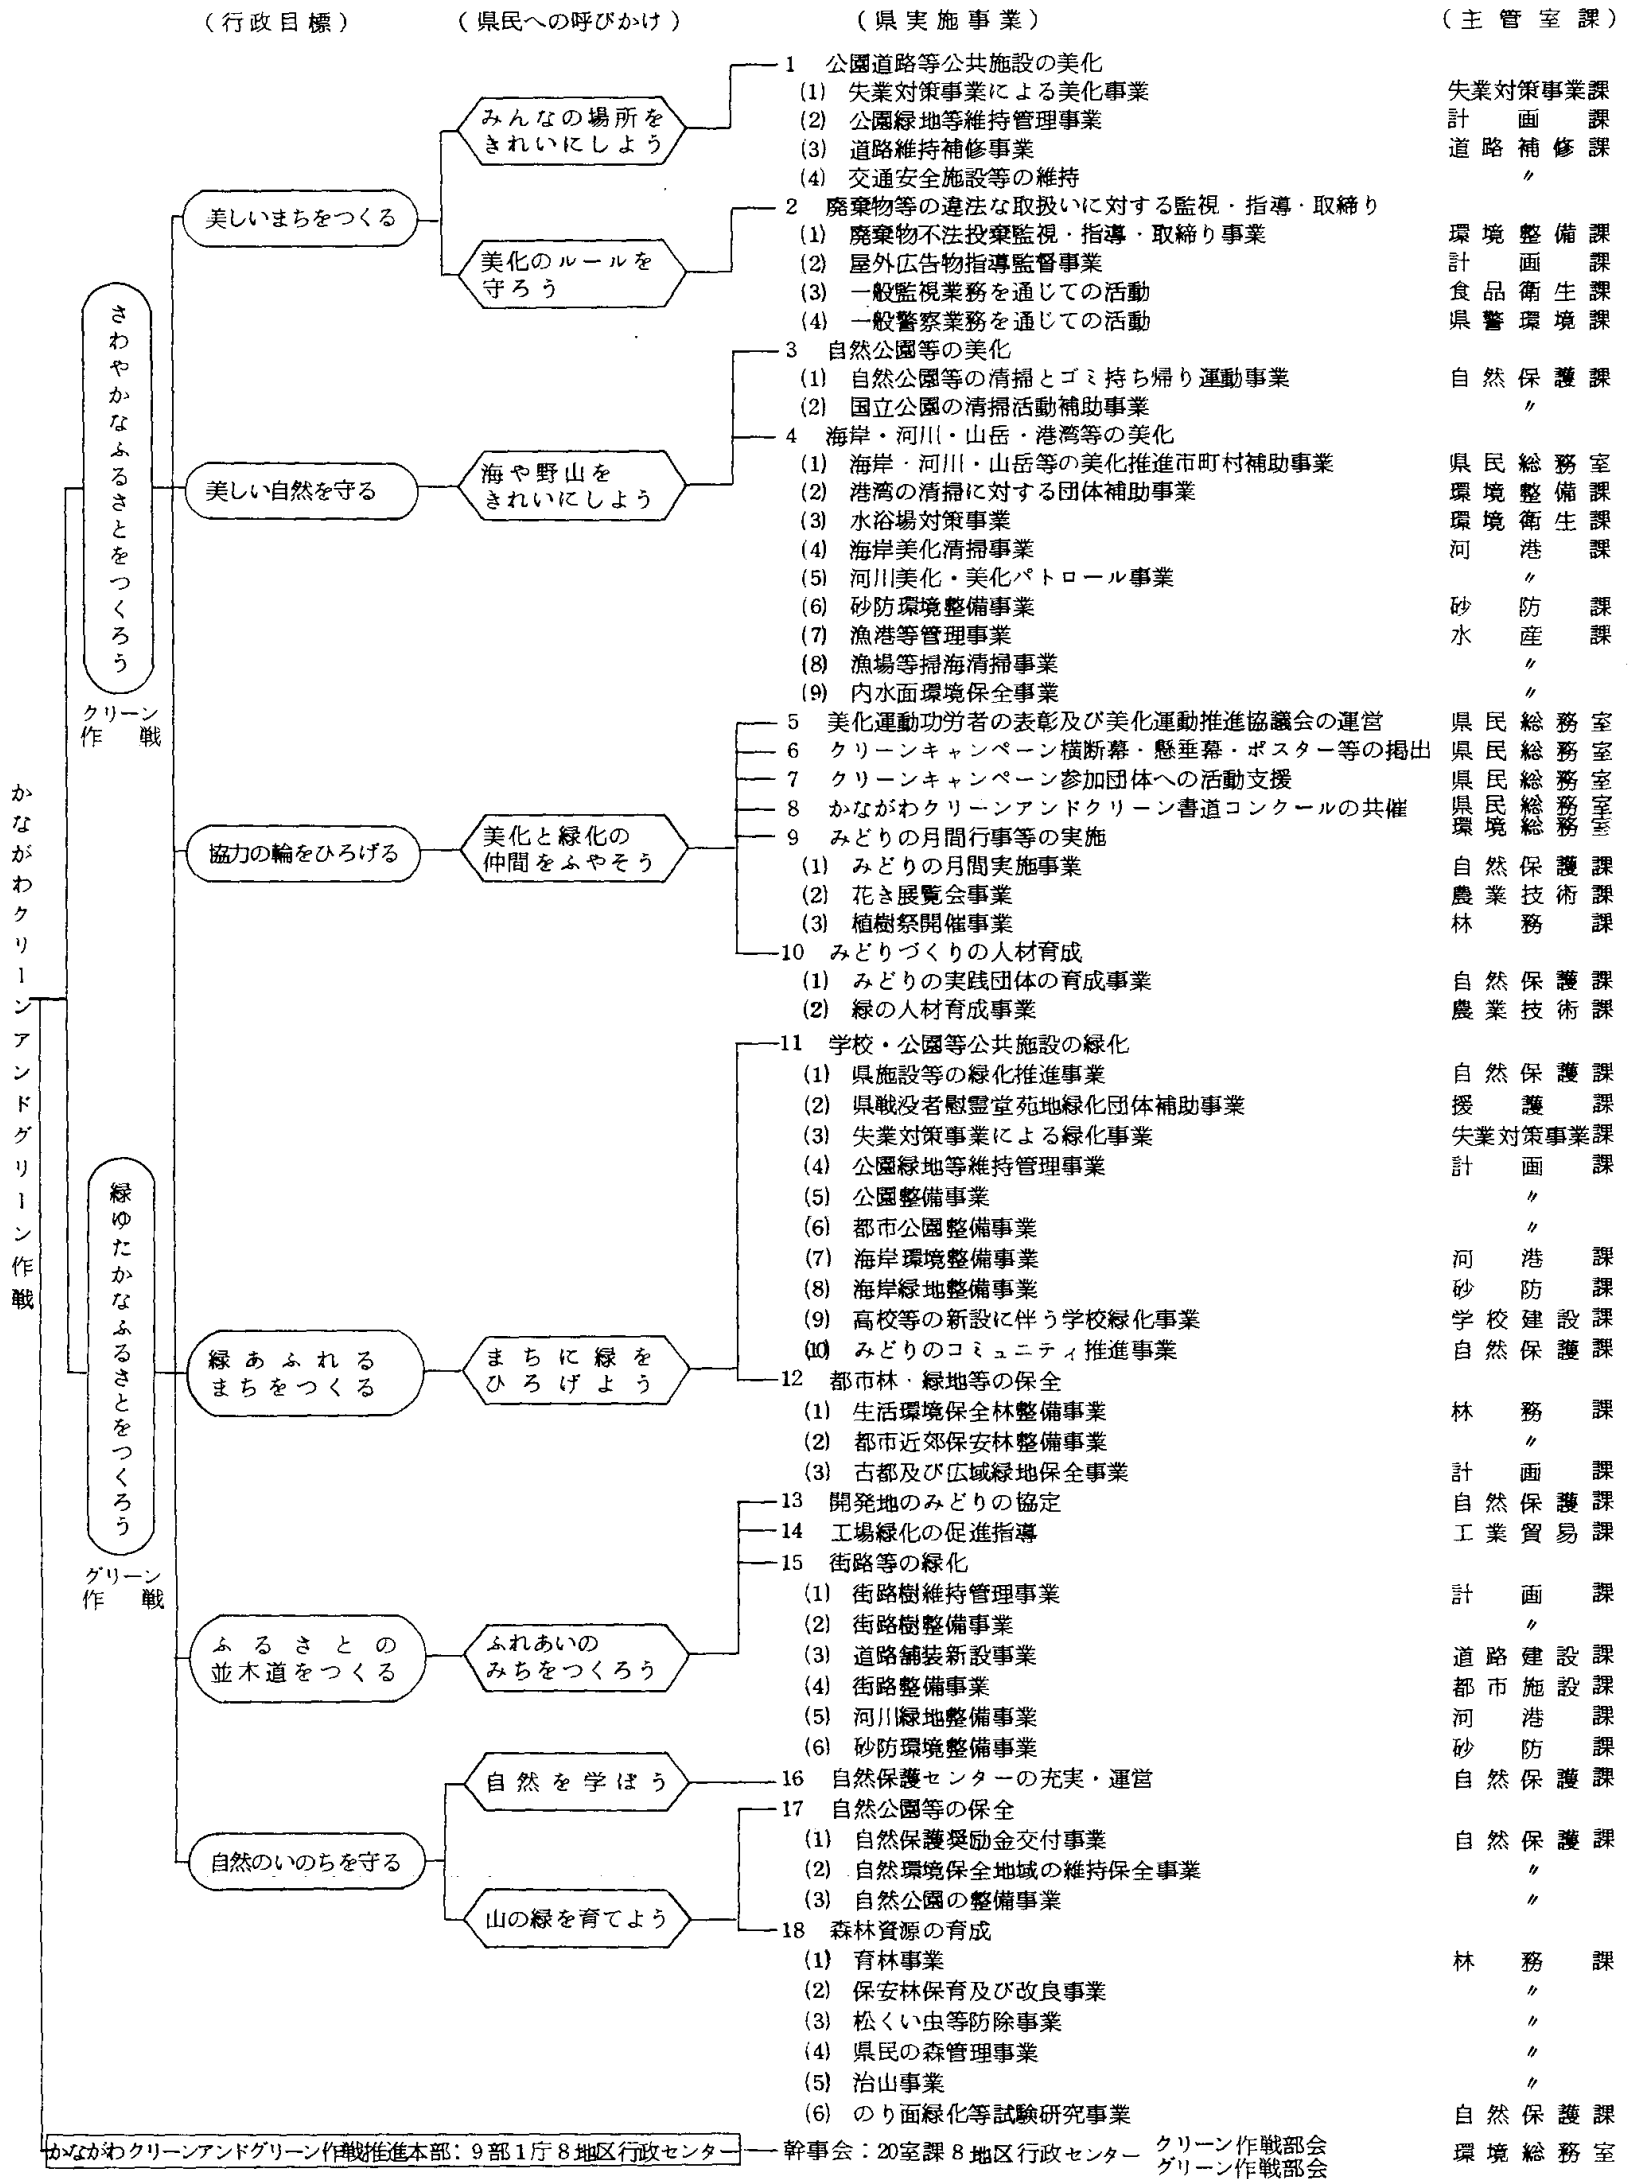 （行政目標） （県民への呼びかけ） （県実施事業） （主管室課）
かながわクリーンアンドグリーン作戦
さわやかなふるさとをつくろう
クリーン
作戦
美しいまちをつくる
みんなの場所を
きれいにしよう
1 公園道路等公共施設の美化
(1) 失業対策事業による美化事業 失業対策事業課
(2) 公園緑地等維持管理事業 計画課
(3) 道路維持補修事業 道路補修課
(4) 交通安全施設等の維持 〃
美化のルールを
守ろう
2 廃棄物等の違法な取扱いに対する監視・指導・取締り
(1) 廃棄物不法投棄監視・指導・取締り事業 環境整備課
(2) 屋外広告物指導監督事業 計画課
(3) 一般監視業務を通じての活動 食品衛生課
(4) 一般警察業務を通じての活動 県警環境課
美しい自然を守る
海や野山を
きれいにしよう
3 自然公園等の美化
(1) 自然公園等の清掃とゴミ持ち帰り運動事業 自然保護課
(2) 国立公園の清掃活動補助事業 〃
4 海岸・河川・山岳・港湾等の美化
(1) 海岸・河川・山岳等の美化推進市町村補助事業 県民総務室
(2) 港湾の清掃に対する団体補助事業 環境整備課
(3) 水浴場対策事業 環境衛生課
(4) 海岸美化清掃事業 河港課
(5) 河川美化・美化パトロール事業 〃
(6) 砂防環境整備事業 砂防課
(7) 漁港等管理事業 水産課
(8) 漁場等掃海清掃事業 〃
(9) 内水面環境保全事業 〃
協力の輪をひろげる
美化と緑化の
仲間をふやそう
5 美化運動功労者の表彰及び美化運動推進協議会の運営 県民総務室
6 クリーンキャンペーン横断幕・懸垂幕・ポスター等の掲出 県民総務室
7 クリーンキャンペーン参加団体への活動支援 県民総務室
8 かながわクリーンアンドクリーン書道コンクールの共催 県民総務室
環境総務室
9 みどりの月間行事等の実施
(1) みどりの月間実施事業 自然保護課
(2) 花き展覧会事業 農業技術課
(3) 植樹祭開催事業 林務課
10 みどりづくりの人材育成
(1) みどりの実践団体の育成事業 自然保護課
(2) 緑の人材育成事業 農業技術課
緑ゆたかなふるさとをつくろう
グリーン
作戦
緑あふれる
まちをつくる
まちに緑を
ひろげよう
11 学校・公園等公共施設の緑化
(1) 県施設等の緑化推進事業 自然保護課
(2) 県戦没者慰霊堂苑地緑化団体補助事業 援護課
(3) 失業対策事業による緑化事業 失業対策事業課
(4) 公園緑地等維持管理事業 計画課
(5) 公園整備事業 〃
(6) 都市公園整備事業 〃
(7) 海岸環境整備事業 河港課
(8) 海岸緑地整備事業 砂防課
(9) 高校等の新設に伴う学校緑化事業 学校建設課
(10) みどりのコミュニティ推進事業 自然保護課
12 都市林・緑地等の保全
(1) 生活環境保全林整備事業 林務課
(2) 都市近郊保安林整備事業 〃
(3) 古都及び広域緑地保全事業 計画課
ふるさとの
並木道をつくる
ふれあいの
みちをつくろう
13 開発地のみどりの協定 自然保護課
14 工場緑化の促進指導 工業貿易課
15 街路等の緑化
(1) 街路樹維持管理事業 計画課
(2) 街路樹整備事業 〃
(3) 道路舗装新設事業 道路建設課
(4) 街路整備事業 都市施設課
(5) 河川緑地整備事業 河港課
(6) 砂防環境整備事業 砂防課
自然のいのちを守る
自然を学ぼう
16 自然保護センターの充実・運営 自然保護課
山の緑を育てよう
17 自然公園等の保全
(1) 自然保護奨励金交付事業 自然保護課
(2) 自然環境保全地域の維持保全事業 〃
(3) 自然公園の整備事業 〃
18 森林資源の育成
(1) 育林事業 林務課
(2) 保安林保育及び改良事業 〃
(3) 松くい虫等防除事業 〃
(4) 県民の森管理事業 〃
(5) 治山事業 〃
(6) のり面緑化等試験研究事業 自然保護課
かながわクリーンアンドグリーン作戦推進本部：9部1庁8地区行政センター 幹事会：20室課8地区行政センター クリーン作戦部会 環境総務室
グリーン作戦部会